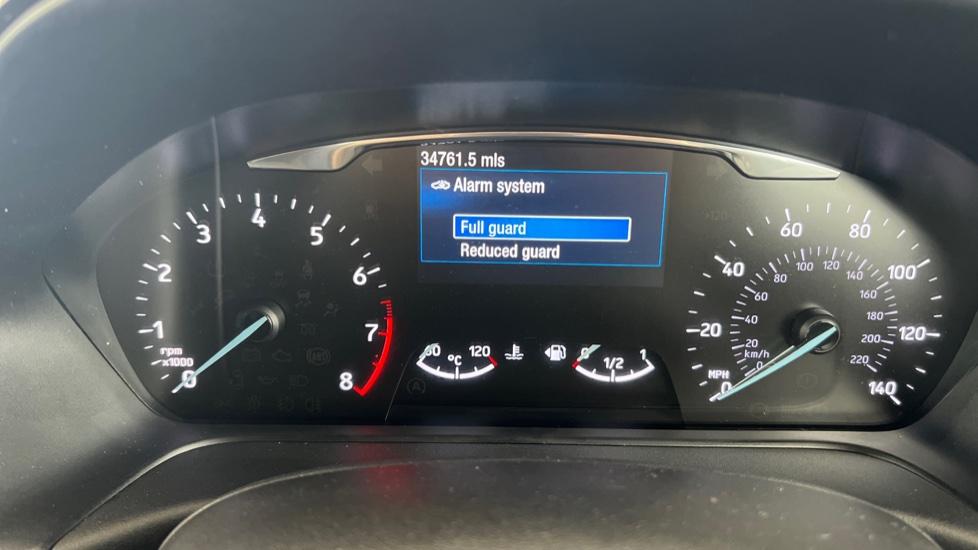 34761.5 mls
Alarm system
Full guard
Reduced guard
0 1 2 3 4 5 6 7 8
rpm
x1000
60 °C 120
0 1/2 1
0 20 40 60 80 100 120 140
MPH
0 20 40 60 80 100 120 140 160 180 200 220
km/h